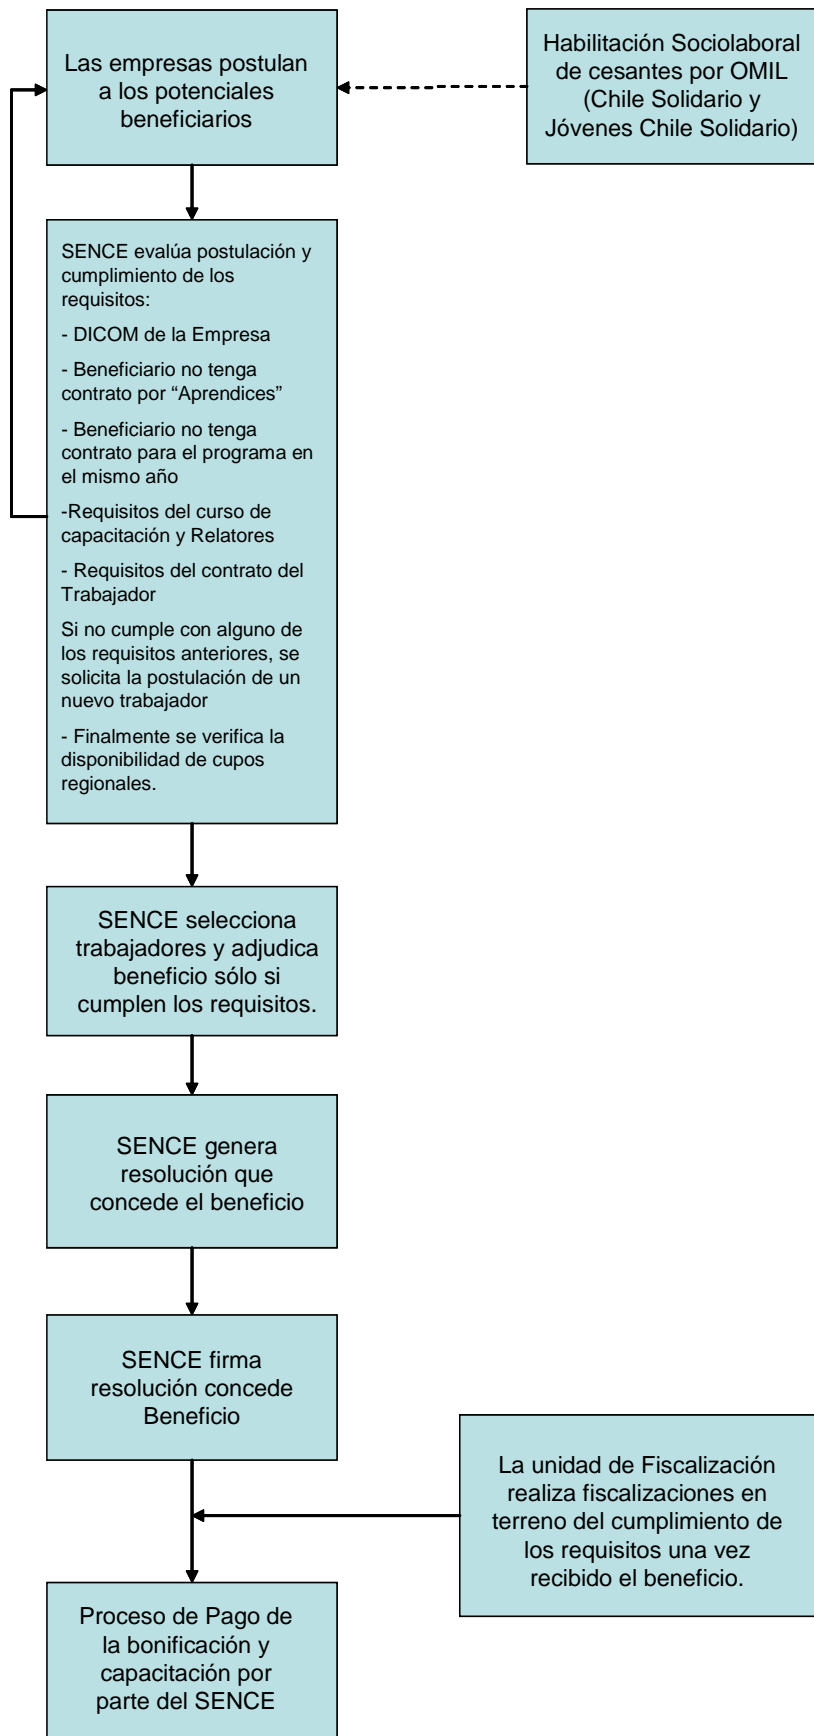 Las empresas postulan
a los potenciales
beneficiarios
Habilitación Sociolaboral
de cesantes por OMIL
(Chile Solidario y
Jóvenes Chile Solidario)
SENCE evalúa postulación y
cumplimiento de los
requisitos:
- DICOM de la Empresa
- Beneficiario no tenga
contrato por “Aprendices”
- Beneficiario no tenga
contrato para el programa en
el mismo año
-Requisitos del curso de
capacitación y Relatores
- Requisitos del contrato del
Trabajador
Si no cumple con alguno de
los requisitos anteriores, se
solicita la postulación de un
nuevo trabajador
- Finalmente se verifica la
disponibilidad de cupos
regionales.
SENCE selecciona
trabajadores y adjudica
beneficio sólo si
cumplen los requisitos.
SENCE genera
resolución que
concede el beneficio
SENCE firma
resolución concede
Beneficio
La unidad de Fiscalización
realiza fiscalizaciones en
terreno del cumplimiento de
los requisitos una vez
recibido el beneficio.
Proceso de Pago de
la bonificación y
capacitación por
parte del SENCE